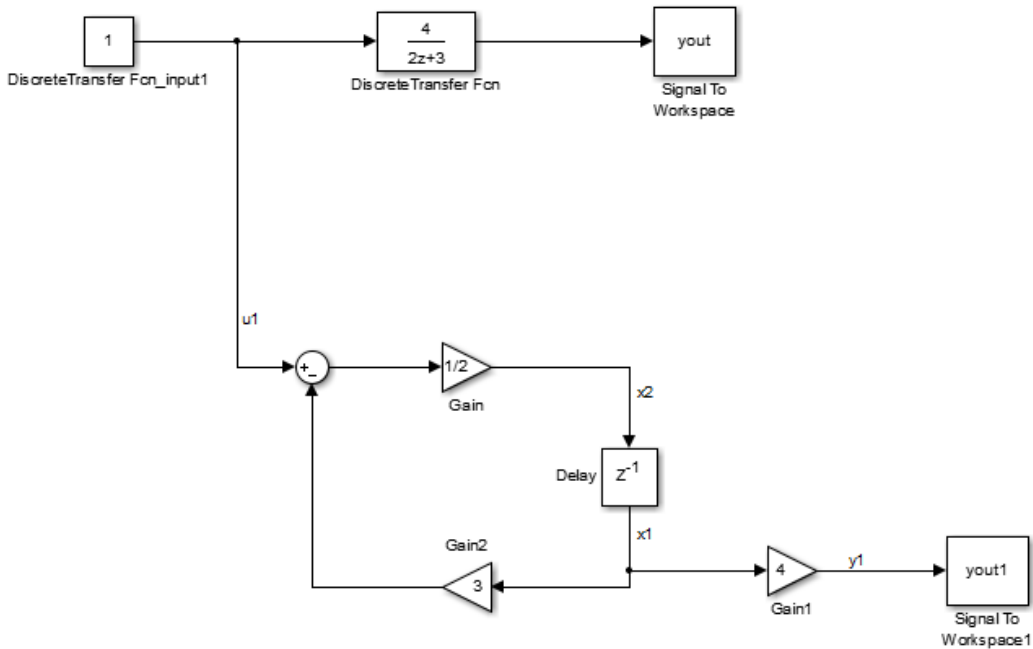 1
DiscreteTransfer Fcn_input1
4
2z+3
DiscreteTransfer Fcn
yout
Signal To
Workspace
u1
+
_
1/2
Gain
x2
Delay
Z-1
x1
Gain2
3
4
Gain1
y1
yout1
Signal To
Workspace1